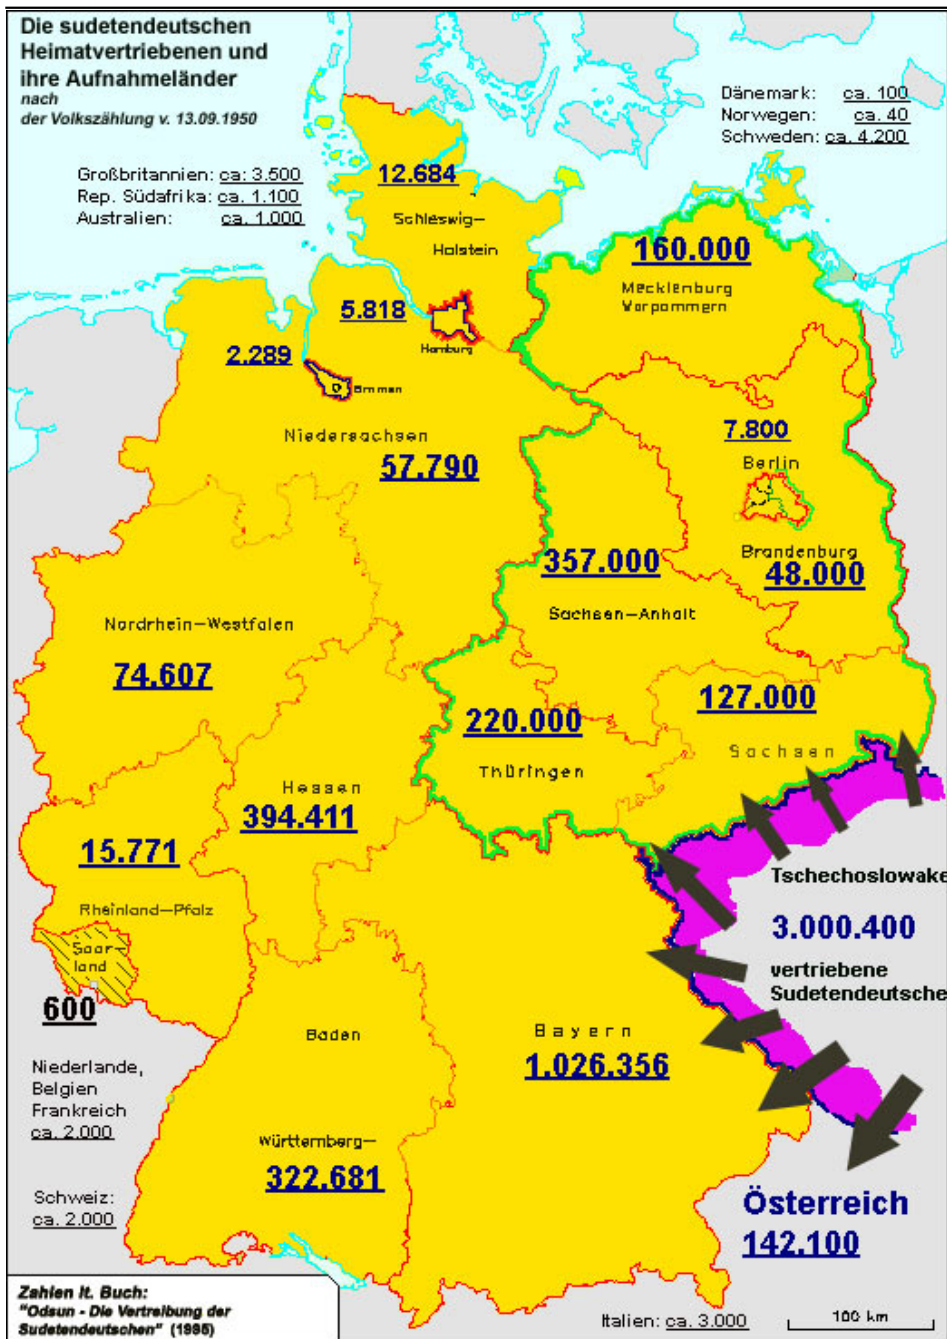 Die sudetendeutschen
Heimatvertriebenen und
ihre Aufnahmeländer
nach
der Volkszählung v. 13.09.1950
Dänemark: ca. 100
Norwegen: ca. 40
Schweden: ca. 4.200
Großbritannien: ca: 3.500
Rep. Südafrika: ca. 1.100
Australien: ca. 1.000
12.684
Schleswig-
Holstein
160.000
Mecklenburg
Vorpommern
5.818
Hamburg
2.289
Bremen
Niedersachsen
57.790
7.800
Berlin
357.000
Sachsen-Anhalt
Brandenburg
48.000
Nordrhein-Westfalen
74.607
220.000
Thüringen
127.000
Sachsen
Hessen
394.411
15.771
Rheinland-Pfalz
Saar-
land
600
Tschechoslowake
3.000.400
vertriebene
Sudetendeutsche
Baden
Bayern
1.026.356
Niederlande,
Belgien
Frankreich
ca. 2.000
Württemberg-
322.681
Schweiz:
ca. 2.000
Österreich
142.100
Zahlen lt. Buch:
"Odsun - Die Vertreibung der
Sudetendeutschen" (1995)
Italien: ca. 3.000
100 km